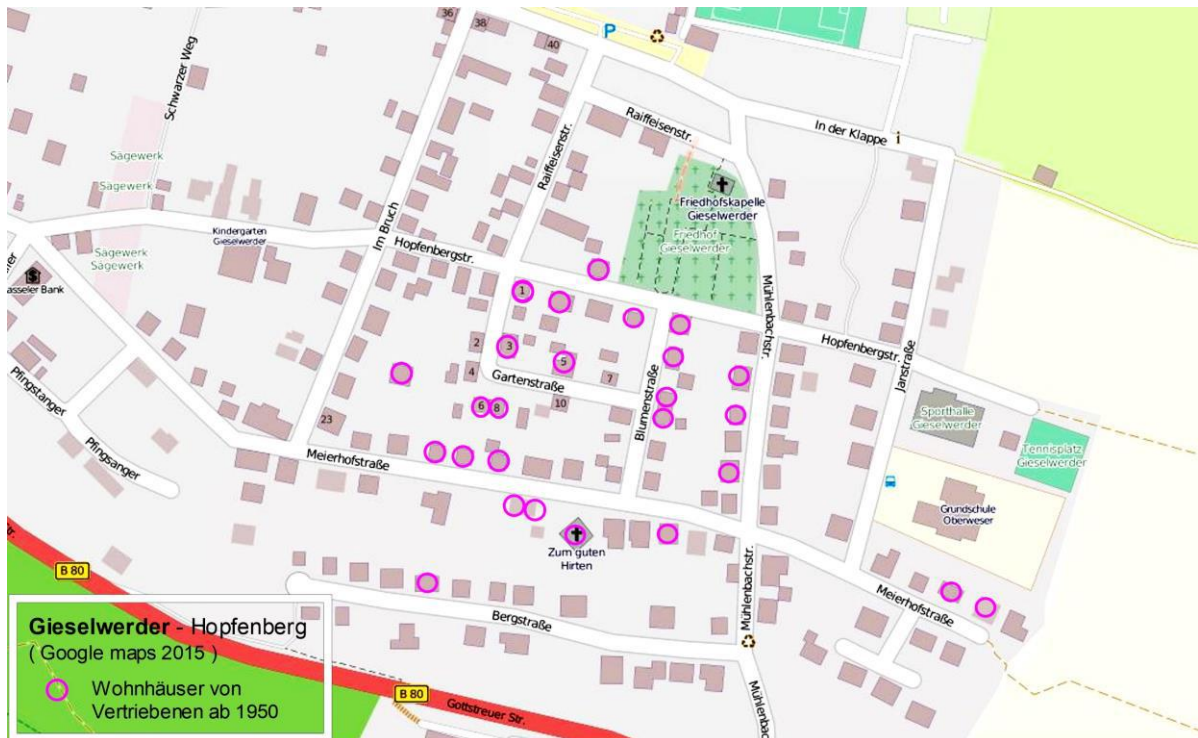 36
38
40
P
Schwarzer Weg
Raiffeisenstr.
In der Klappe
i
Sägewerk
Sägewerk
Raiffeisenstr.
Friedhofskapelle
Gieselwerder
Im Bruch
Kindergarten
Gieselwerder
Friedhof
Gieselwerder
Hopfenbergstr.
Sägewerk
Sägewerk
asseler Bank
1
Mühlenbachstr.
Hopfenbergstr.
2
3
5
4
Gartenstraße
7
Janstraße
Pfingstanger
6
8
10
Blumenstraße
23
Sporthalle
Gieselwerder
Tennisplatz
Gieselwerder
Pfingsanger
Meierhofstraße
Grundschule
Oberweser
Str.
Zum guten
Hirten
B 80
Mühlenbachstr.
Meierhofstraße
Bergstraße
Gieselwerder - Hopfenberg
( Google maps 2015 )
Wohnhäuser von
Vertriebenen ab 1950
B 80
Gottstreuer Str.
Mühlenbac